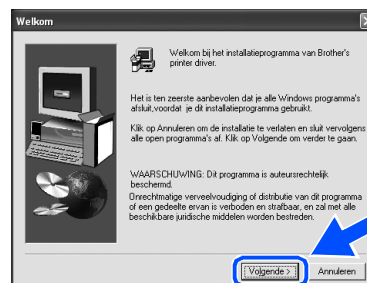 Welkom
Welkom bij het installatieprogramma van Brother's
printer driver.
Het is ten zeerste aanbevolen dat je alle Windows programma's
afsluit,voordat je dit installatieprogramma gebruikt.
Klik op Annuleren om de installatie te verlaten en sluit vervolgens
alle open programma's af. Klik op Volgende om verder te gaan.
WAARSCHUWING: Dit programma is auteursrechtelijk
beschermd.
Onrechtmatige verveelvoudiging of distributie van dit programma
of een gedeelte ervan is verboden en strafbaar, en zal met alle
beschikbare juridische middelen worden bestreden.
Volgende > Annuleren